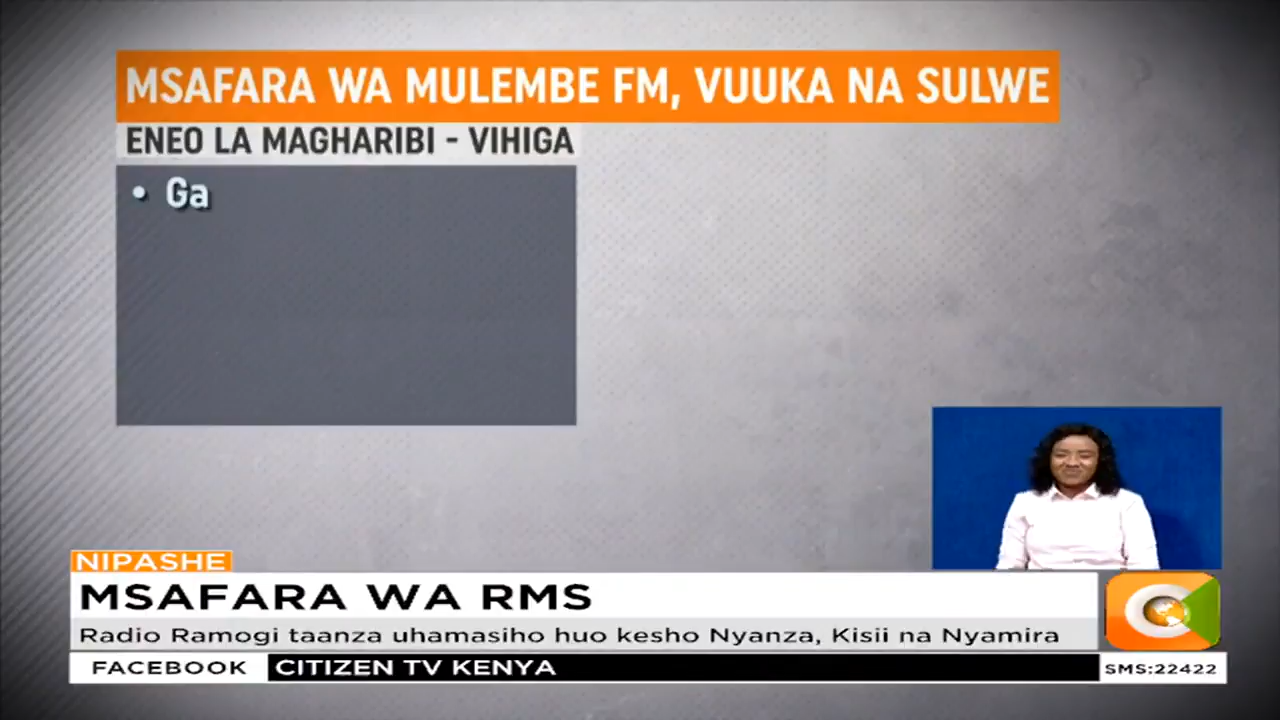 MSAFARA WA MULEMBE FM, VUUKA NA SULWE
ENEO LA MAGHARIBI - VIHIGA
• Ga
NIPASHE
MSAFARA WA RMS
Radio Ramogi taanza uhamasiho huo kesho Nyanza, Kisii na Nyamira
FACEBOOK CITIZEN TV KENYA SMS:22422